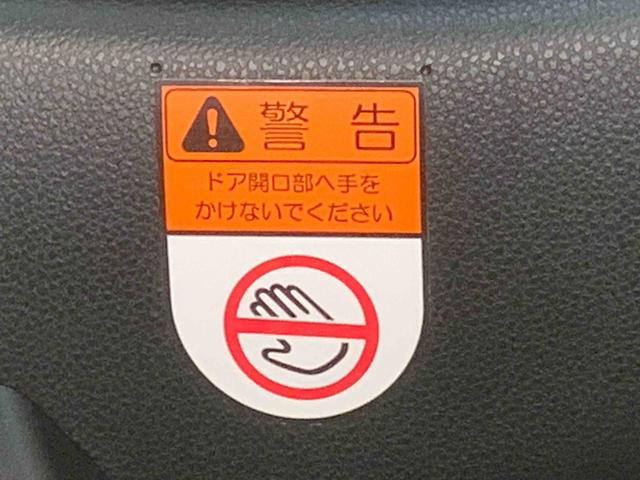 警告
ドア開口部へ手を
かけないでください